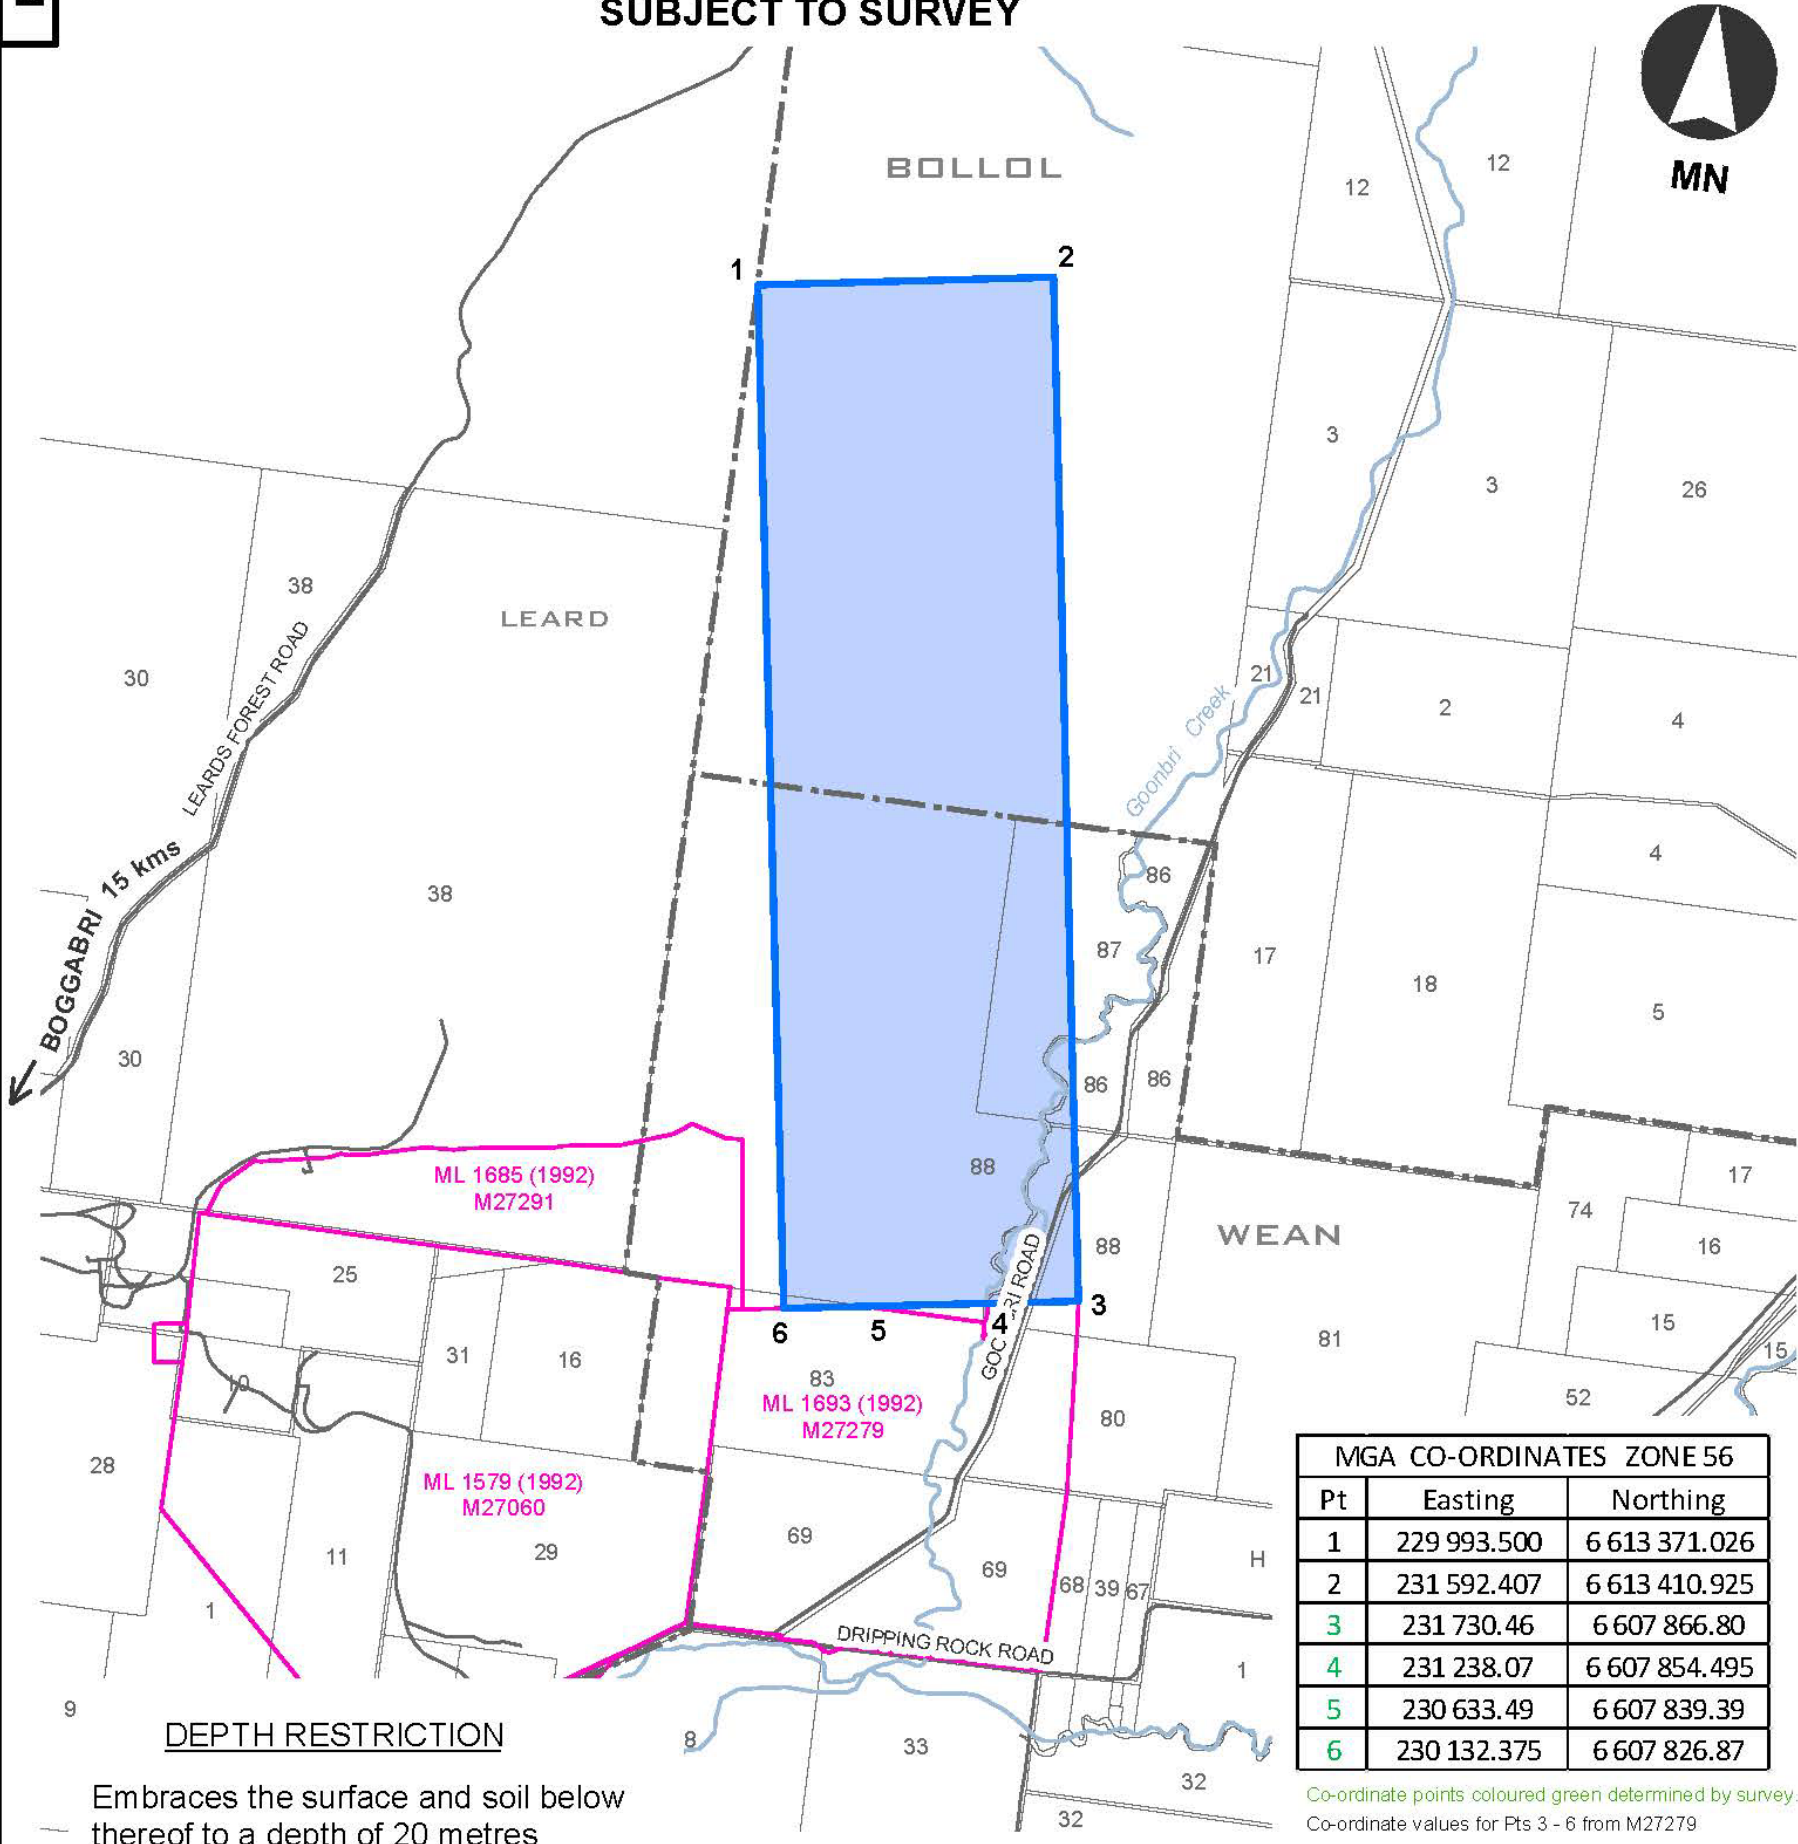 SUBJECT TO SURVEY
MN
BOLLOL
12
12
1
2
3
3
26
38
LEARD
30
LEARDS FOREST ROAD
21
21
2
4
Goonbri Creek
BOGGABRI 15 kms
38
86
4
87
17
18
5
30
86
86
ML 1685 (1992)
M27291
88
17
74
WEAN
88
16
25
3
6
5
4
81
15
15
31
16
83
ML 1693 (1992)
M27279
52
10
80
28
ML 1579 (1992)
M27060
69
11
29
69
68
39
67
H
1
DRIPPING ROCK ROAD
1
9
8
33
32
32
MGA CO-ORDINATES ZONE 56
Pt Easting Northing
1 229 993.500 6 613 371.026
2 231 592.407 6 613 410.925
3 231 730.46 6 607 866.80
4 231 238.07 6 607 854.495
5 230 633.49 6 607 839.39
6 230 132.375 6 607 826.87
Co-ordinate points coloured green determined by survey.
Co-ordinate values for Pts 3 - 6 from M27279
DEPTH RESTRICTION
Embraces the surface and soil below
thereof to a depth of 20 metres